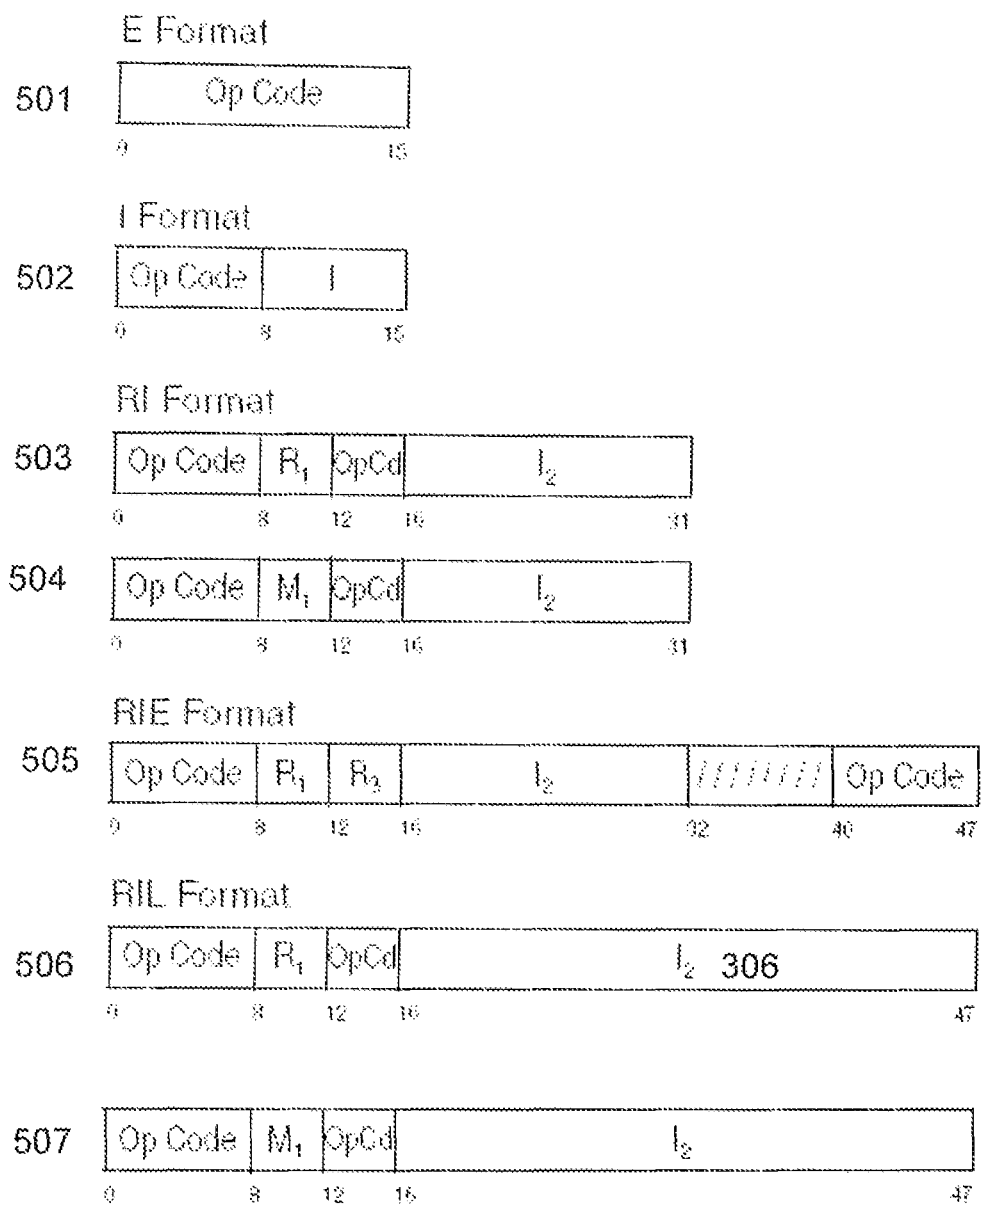 E Format
501 Op Code
0 15
I Format
502 Op Code I
0 8 15
RI Format
503 Op Code R₁ OpCd I₂
0 8 12 16 31
504 Op Code M₁ OpCd I₂
0 8 12 16 31
RIE Format
505 Op Code R₁ R₃ I₂ //////// Op Code
0 8 12 16 32 40 47
RIL Format
506 Op Code R₁ OpCd I₂ 306
0 8 12 16 47
507 Op Code M₁ OpCd I₂
0 8 12 16 47